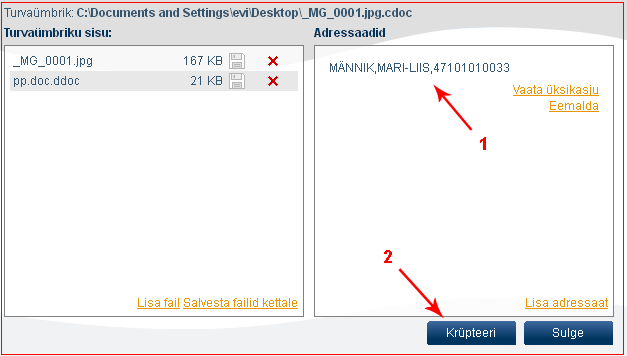 Turvaümbrik: C:\Documents and Settings\evi\Desktop\_MG_0001.jpg.cdoc
Turvaümbriku sisu:
_MG_0001.jpg 167 KB
pp.doc.ddoc 21 KB
Lisa fail Salvesta failid kettale
Adressaadid
MÄNNIK,MARI-LIIS,47101010033
Vaata üksikasju
Eemalda
1
2
Lisa adressaat
Krüpteeri Sulge